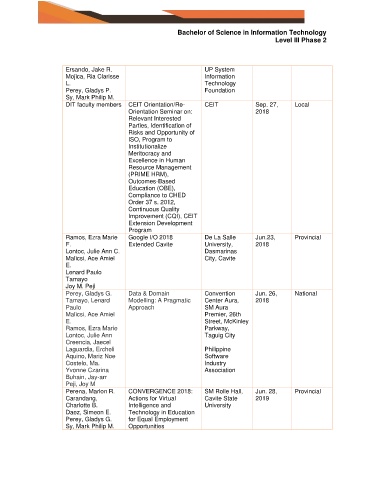 Bachelor of Science in Information Technology
Level III Phase 2
Ersando, Jake R.
Mojica, Ria Clarisse
L.
Perey, Gladys P.
Sy, Mark Philip M.
UP System
Information
Technology
Foundation
DIT faculty members
CEIT Orientation/Re-
Orientation Seminar on:
Relevant Interested
Parties, Identification of
Risks and Opportunity of
ISO, Program to
Institutionalize
Meritocracy and
Excellence in Human
Resource Management
(PRIME HRM),
Outcomes-Based
Education (OBE),
Compliance to CHED
Order 37 s. 2012,
Continuous Quality
Improvement (CQI), CEIT
Extension Development
Program
CEIT
Sep. 27,
2018
Local
Ramos, Ezra Marie
F.
Lontoc, Julie Ann C.
Malicsi, Ace Amiel
E.
Lenard Paulo
Tamayo
Joy M. Peji
Google I/O 2018
Extended Cavite
De La Salle
University,
Dasmarinas
City, Cavite
Jun.23,
2018
Provincial
Perey, Gladys G.
Tamayo, Lenard
Paulo
Malicsi, Ace Amiel
E.
Ramos, Ezra Marie
Lontoc, Julie Ann
Creencia, Jaecel
Laguardia, Ercheli
Aquino, Mariz Noe
Costelo, Ma.
Yvonne Czarina
Buhain, Jay-arr
Peji, Joy M
Data & Domain
Modelling: A Pragmatic
Approach
Convention
Center Aura,
SM Aura
Premier, 26th
Street, McKinley
Parkway,
Taguig City
Philippine
Software
Industry
Association
Jun. 26,
2018
National
Perena, Marlon R.
Carandang,
Charlotte B.
Daez, Simeon E.
Perey, Gladys G.
Sy, Mark Philip M.
CONVERGENCE 2018:
Actions for Virtual
Intelligence and
Technology in Education
for Equal Employment
Opportunities
SM Rolle Hall,
Cavite State
University
Jun. 28,
2018
Provincial